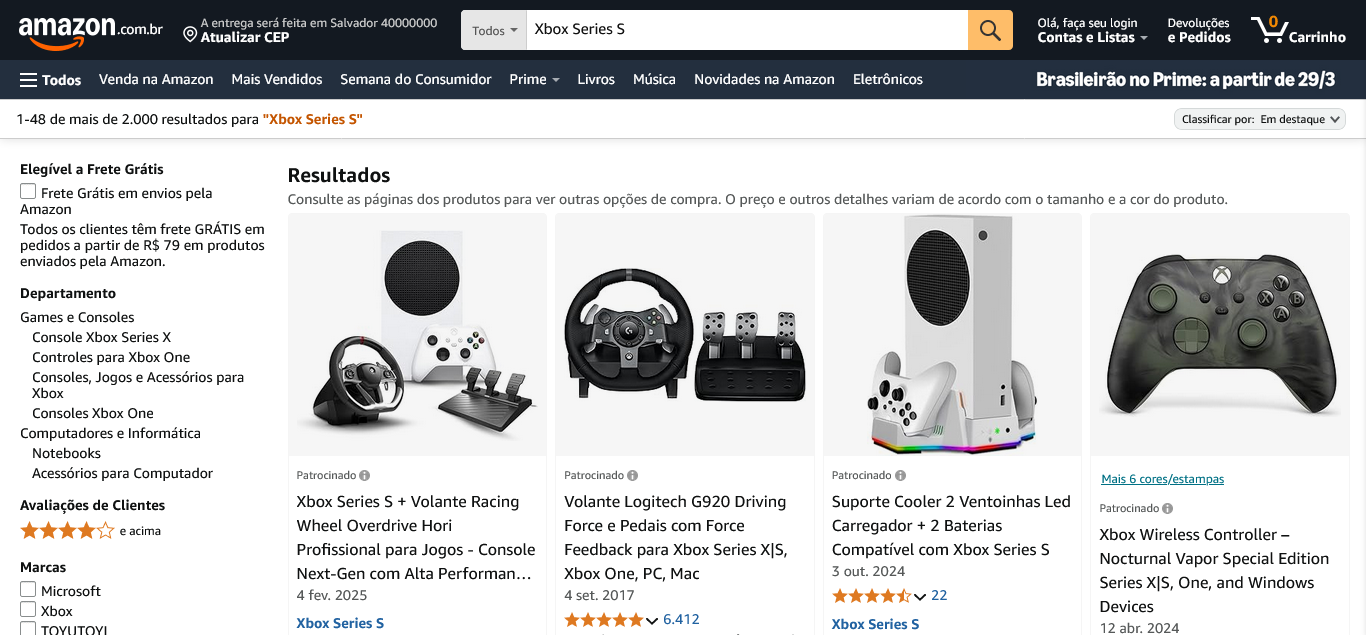 amazon.com.br
A entrega será feita em Salvador 40000000
Atualizar CEP
Todos
Xbox Series S
Olá, faça seu login
Contas e Listas
Devoluções
e Pedidos
0
Carrinho
Todos
Venda na Amazon
Mais Vendidos
Semana do Consumidor
Prime
Livros
Música
Novidades na Amazon
Eletrônicos
Brasileirão no Prime: a partir de 29/3
1-48 de mais de 2.000 resultados para "Xbox Series S"
Classificar por: Em destaque
Elegível a Frete Grátis
Frete Grátis em envios pela
Amazon
Todos os clientes têm frete GRÁTIS em
pedidos a partir de R$ 79 em produtos
enviados pela Amazon.
Departamento
Games e Consoles
Console Xbox Series X
Controles para Xbox One
Consoles, Jogos e Acessórios para
Xbox
Consoles Xbox One
Computadores e Informática
Notebooks
Acessórios para Computador
Avaliações de Clientes
e acima
Marcas
Microsoft
Xbox
TOYUTOYI
Resultados
Consulte as páginas dos produtos para ver outras opções de compra. O preço e outros detalhes variam de acordo com o tamanho e a cor do produto.
Patrocinado
Xbox Series S + Volante Racing
Wheel Overdrive Hori
Profissional para Jogos - Console
Next-Gen com Alta Performan…
4 fev. 2025
Xbox Series S
Patrocinado
Volante Logitech G920 Driving
Force e Pedais com Force
Feedback para Xbox Series X|S,
Xbox One, PC, Mac
4 set. 2017
6.412
Patrocinado
Suporte Cooler 2 Ventoinhas Led
Carregador + 2 Baterias
Compatível com Xbox Series S
3 out. 2024
22
Xbox Series S
Y
X
B
A
Mais 6 cores/estampas
Patrocinado
Xbox Wireless Controller –
Nocturnal Vapor Special Edition
Series X|S, One, and Windows
Devices
12 abr. 2024